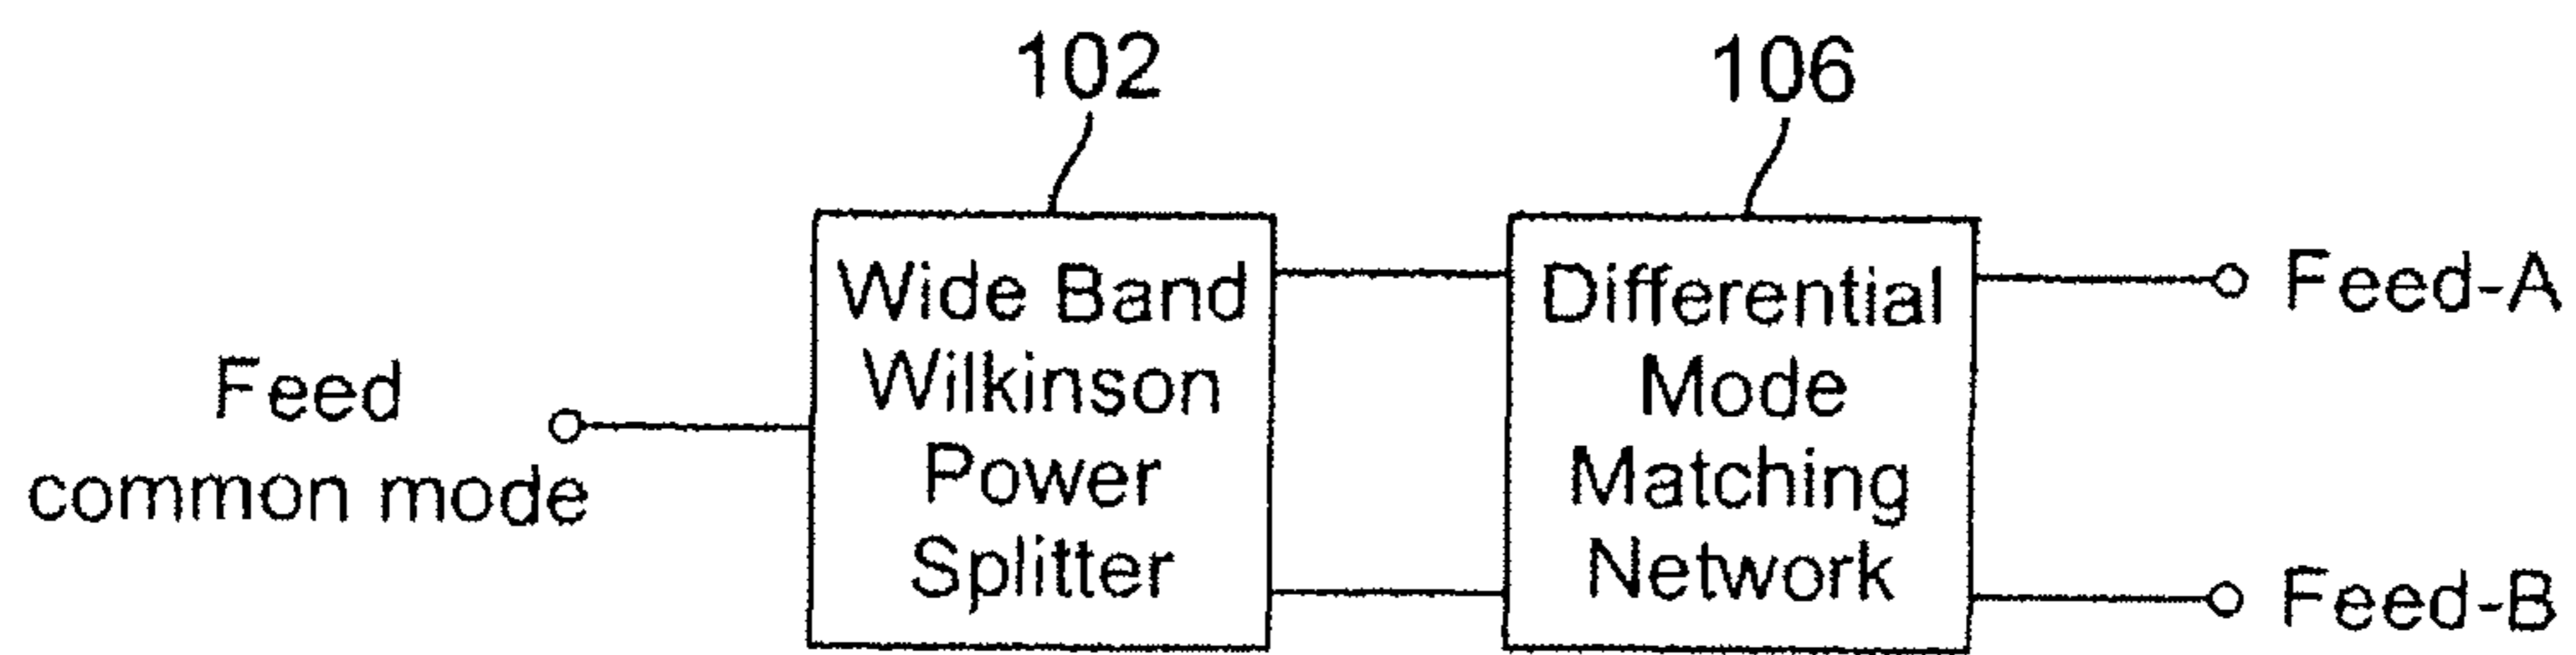 102
106
Feed
common mode
Wide Band
Wilkinson
Power
Splitter
Differential
Mode
Matching
Network
Feed-A
Feed-B